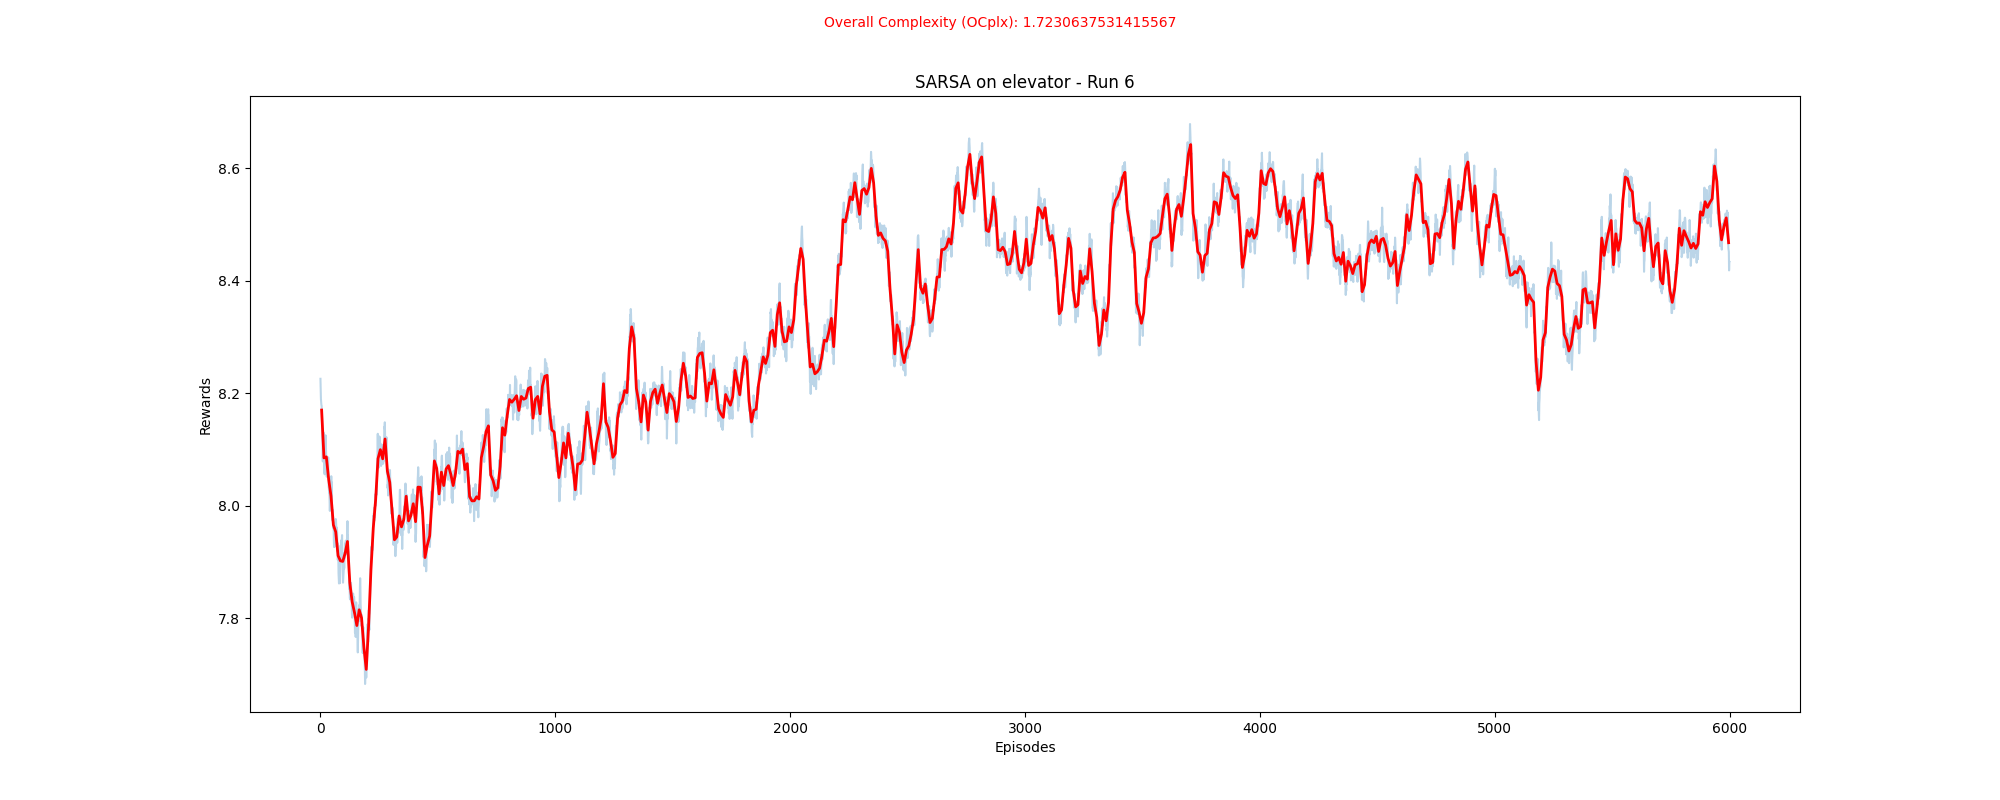 Overall Complexity (OCplx): 1.7230637531415567
SARSA on elevator - Run 6
8.6
8.4
8.2
8.0
7.8
Rewards
0 1000 2000 3000 4000 5000 6000
Episodes